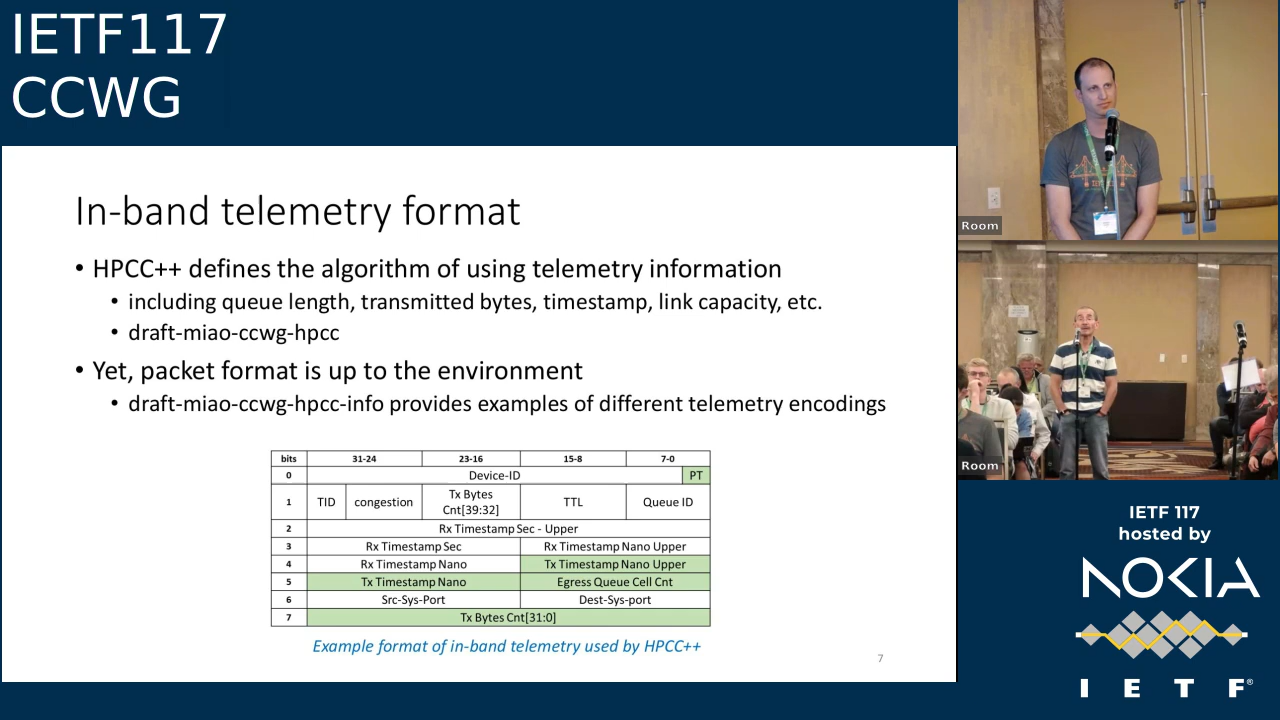 IETF117
CCWG
In-band telemetry format
• HPCC++ defines the algorithm of using telemetry information
• including queue length, transmitted bytes, timestamp, link capacity, etc.
• draft-miao-ccwg-hpcc
• Yet, packet format is up to the environment
• draft-miao-ccwg-hpcc-info provides examples of different telemetry encodings
bits 31-24 23-16 15-8 7-0
0 Device-ID PT
1 TID congestion Tx Bytes Cnt[39:32] TTL Queue ID
2 Rx Timestamp Sec - Upper
3 Rx Timestamp Sec Rx Timestamp Nano Upper
4 Rx Timestamp Nano Tx Timestamp Nano Upper
5 Tx Timestamp Nano Egress Queue Cell Cnt
6 Src-Sys-Port Dest-Sys-port
7 Tx Bytes Cnt[31:0]
Example format of in-band telemetry used by HPCC++
7
Room
Room
IETF 117
hosted by
NOKIA
I E T F®